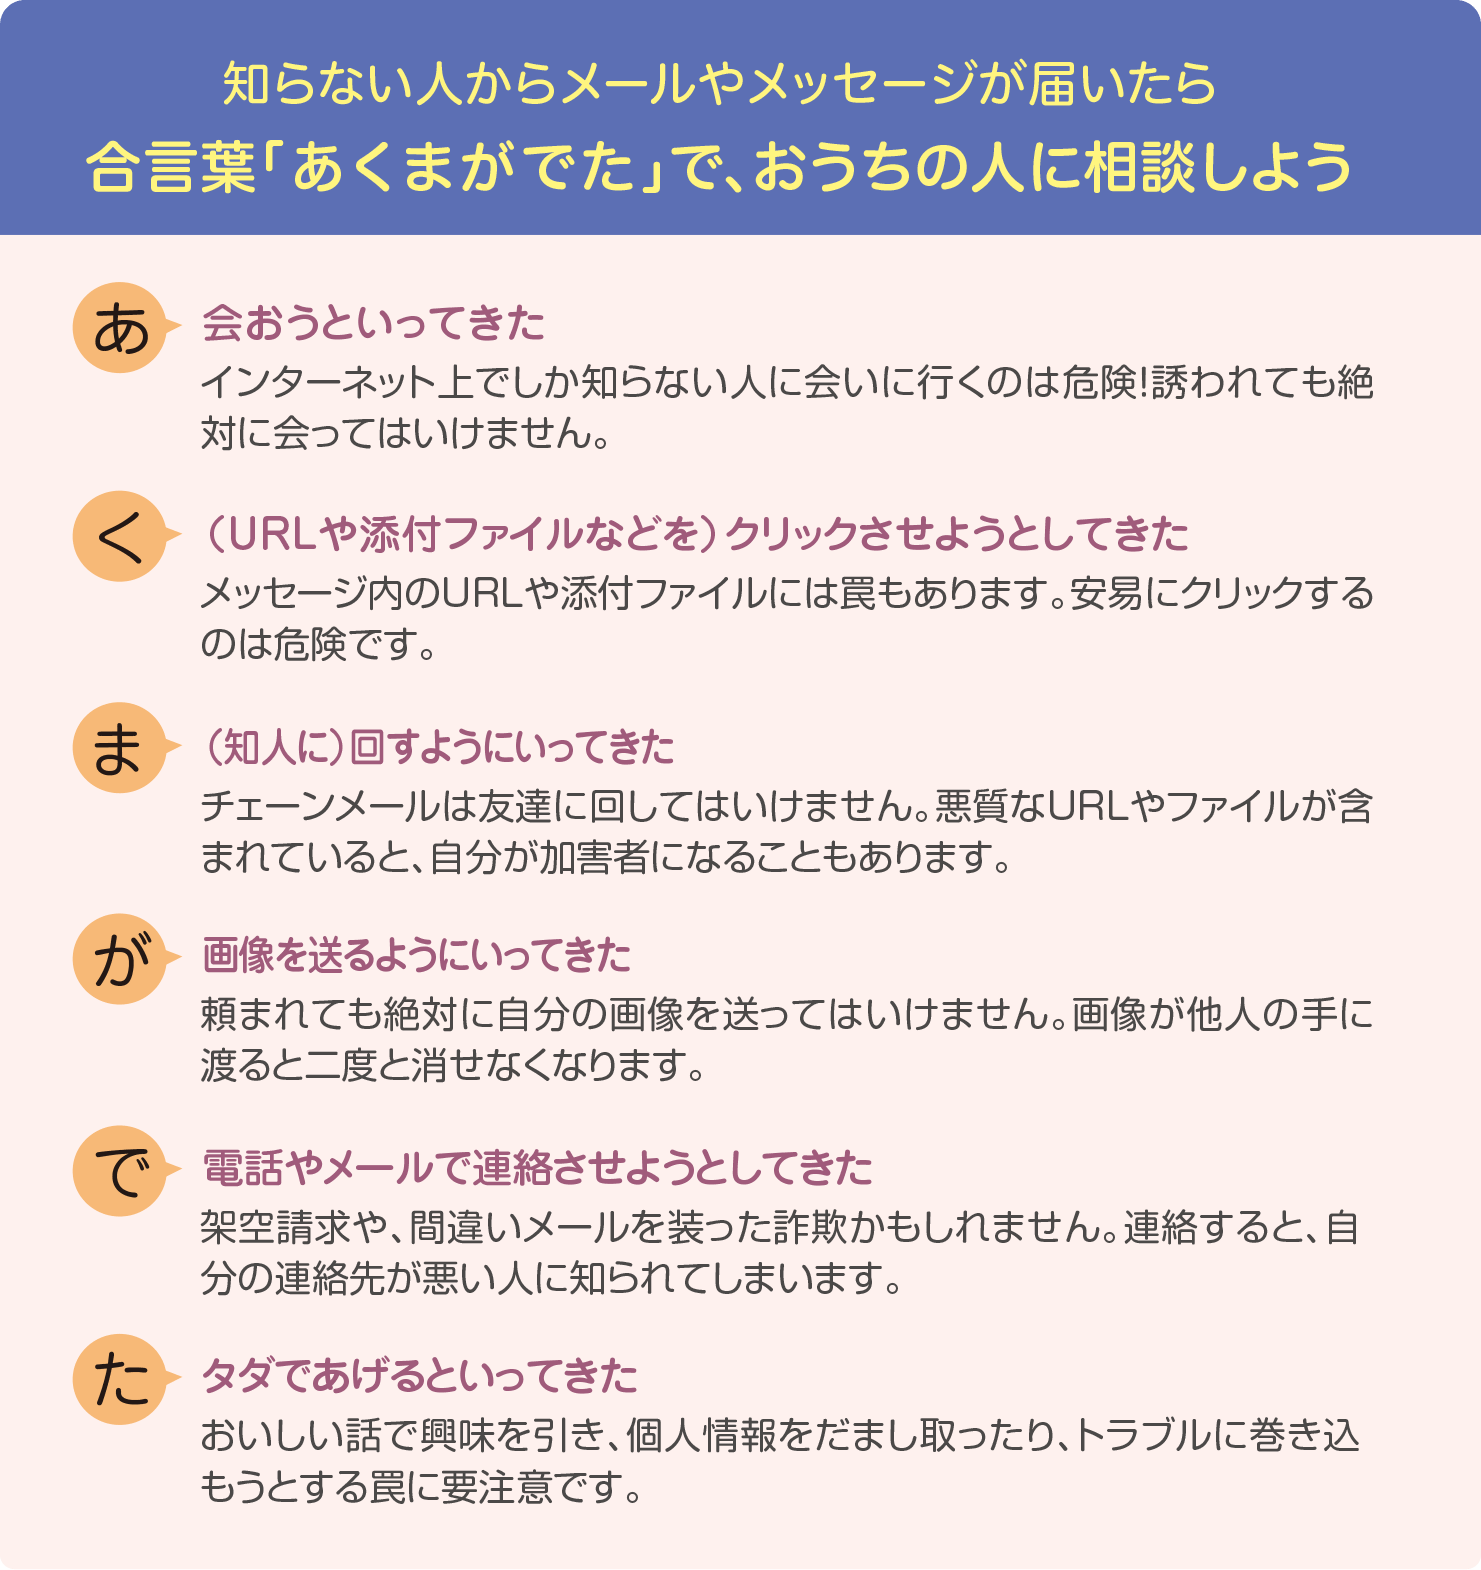 知らない人からメールやメッセージが届いたら
合言葉「あくまがでた」で、おうちの人に相談しよう
あ
会おうといってきた
インターネット上でしか知らない人に会いに行くのは危険!誘われても絶
対に会ってはいけません。
く
（URLや添付ファイルなどを）クリックさせようとしてきた
メッセージ内のURLや添付ファイルには罠もあります。安易にクリックする
のは危険です。
ま
（知人に）回すようにいってきた
チェーンメールは友達に回してはいけません。悪質なURLやファイルが含
まれていると、自分が加害者になることもあります。
が
画像を送るようにいってきた
頼まれても絶対に自分の画像を送ってはいけません。画像が他人の手に
渡ると二度と消せなくなります。
で
電話やメールで連絡させようとしてきた
架空請求や、間違いメールを装った詐欺かもしれません。連絡すると、自
分の連絡先が悪い人に知られてしまいます。
た
タダであげるといってきた
おいしい話で興味を引き、個人情報をだまし取ったり、トラブルに巻き込
もうとする罠に要注意です。